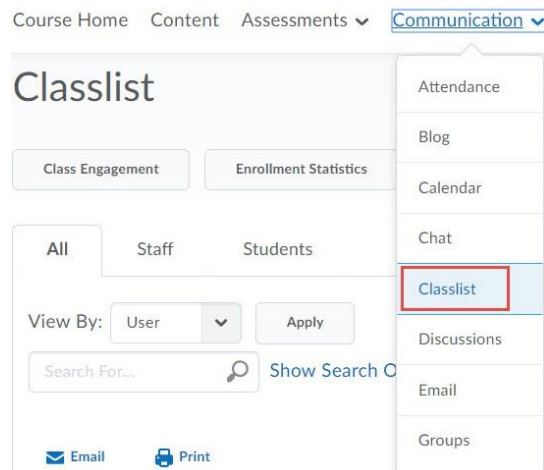 Course Home Content Assessments Communication
Classlist
Attendance
Blog
Class Engagement Enrollment Statistics
Calendar
Chat
All Staff Students
Classlist
View By: User Apply
Discussions
Search For... Show Search O
Email
Groups
Email Print